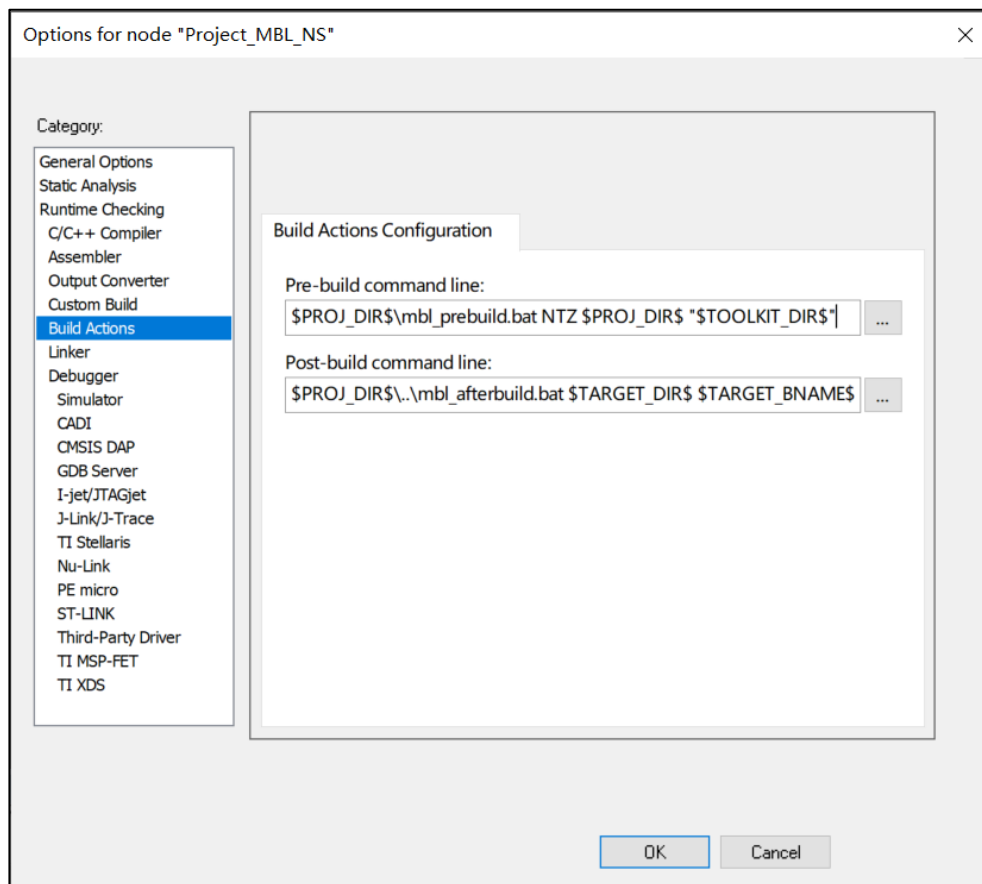 Options for node "Project_MBL_NS"
Category:
General Options
Static Analysis
Runtime Checking
C/C++ Compiler
Assembler
Output Converter
Custom Build
Build Actions
Linker
Debugger
Simulator
CADI
CMSIS DAP
GDB Server
I-jet/JTAGjet
J-Link/J-Trace
TI Stellaris
Nu-Link
PE micro
ST-LINK
Third-Party Driver
TI MSP-FET
TI XDS
Build Actions Configuration
Pre-build command line:
$PROJ_DIR$\mbl_prebuild.bat NTZ $PROJ_DIR$ "$TOOLKIT_DIR$"
...
Post-build command line:
$PROJ_DIR$\..\mbl_afterbuild.bat $TARGET_DIR$ $TARGET_BNAME$
...
OK
Cancel